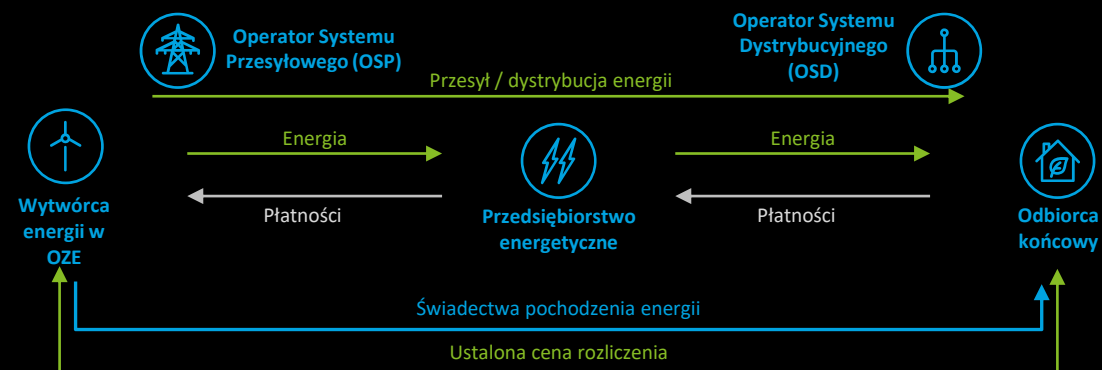 Operator Systemu
Przesyłowego (OSP)
Operator Systemu
Dystrybucyjnego
(OSD)
Przesył / dystrybucja energii
Energia
Energia
Płatności
Płatności
Wytwórca
energii w
OZE
Przedsiębiorstwo
energetyczne
Odbiorca
końcowy
Świadectwa pochodzenia energii
Ustalona cena rozliczenia